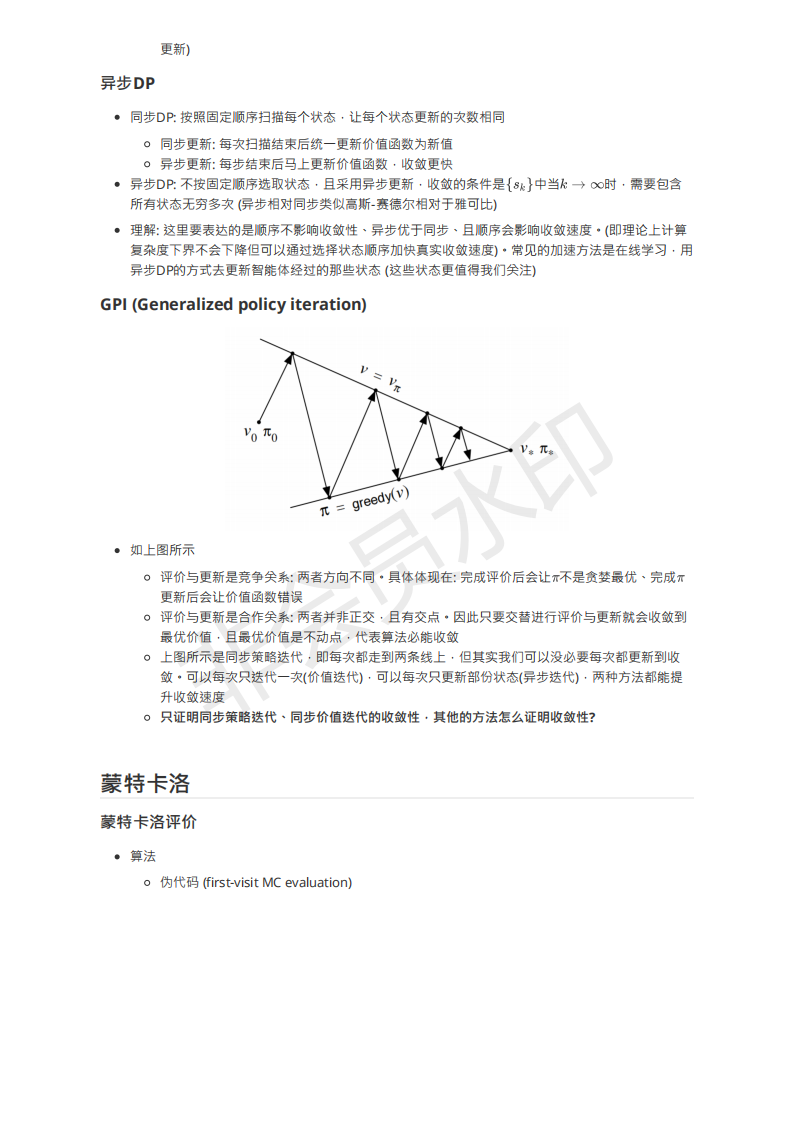 更新)
异步DP
• 同步DP: 按照固定顺序扫描每个状态，让每个状态更新的次数相同
◦ 同步更新: 每次扫描结束后统一更新价值函数为新值
◦ 异步更新: 每步结束后马上更新价值函数，收敛更快
• 异步DP: 不按固定顺序选取状态，且采用异步更新，收敛的条件是{s_k}中当k → ∞时，需要包含
所有状态无穷多次 (异步相对同步类似高斯-赛德尔相对于雅可比)
• 理解: 这里要表达的是顺序不影响收敛性、异步优于同步、且顺序会影响收敛速度。(即理论上计算
复杂度下界不会下降但可以通过选择状态顺序加快真实收敛速度)。常见的加速方法是在线学习，用
异步DP的方式去更新智能体经过的那些状态 (这些状态更值得我们关注)
GPI (Generalized policy iteration)
v = v_π
v_0 π_0
v_* π_*
π = greedy(v)
• 如上图所示
◦ 评价与更新是竞争关系: 两者方向不同。具体体现在: 完成评价后会让π不是贪婪最优、完成π
更新后会让价值函数错误
◦ 评价与更新是合作关系: 两者并非正交，且有交点。因此只要交替进行评价与更新就会收敛到
最优价值，且最优价值是不动点，代表算法必能收敛
◦ 上图所示是同步策略迭代，即每次都走到两条线上，但其实我们可以没必要每次都更新到收
敛。可以每次只迭代一次(价值迭代)，可以每次只更新部份状态(异步迭代)，两种方法都能提
升收敛速度
◦ 只证明同步策略迭代、同步价值迭代的收敛性，其他的方法怎么证明收敛性?
非会员水印
蒙特卡洛
蒙特卡洛评价
• 算法
◦ 伪代码 (first-visit MC evaluation)